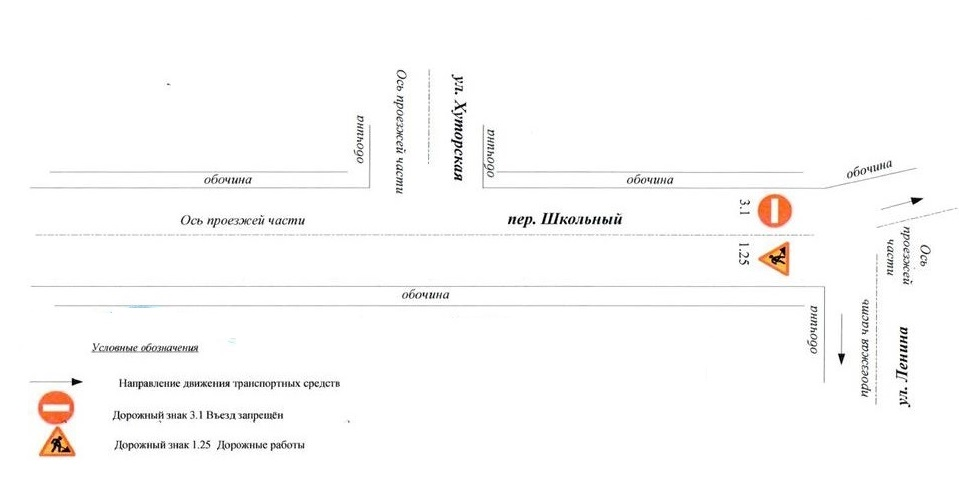 Ось проезжей части
ул. Хуторская
обочина
обочина
обочина
обочина
обочина
Ось проезжей части
пер. Школьный
3.1
1.25
Ось
проезжей
части
обочина
обочина
проезжая часть
ул. Ленина
Условные обозначения
Направление движения транспортных средств
Дорожный знак 3.1 Въезд запрещён
Дорожный знак 1.25 Дорожные работы